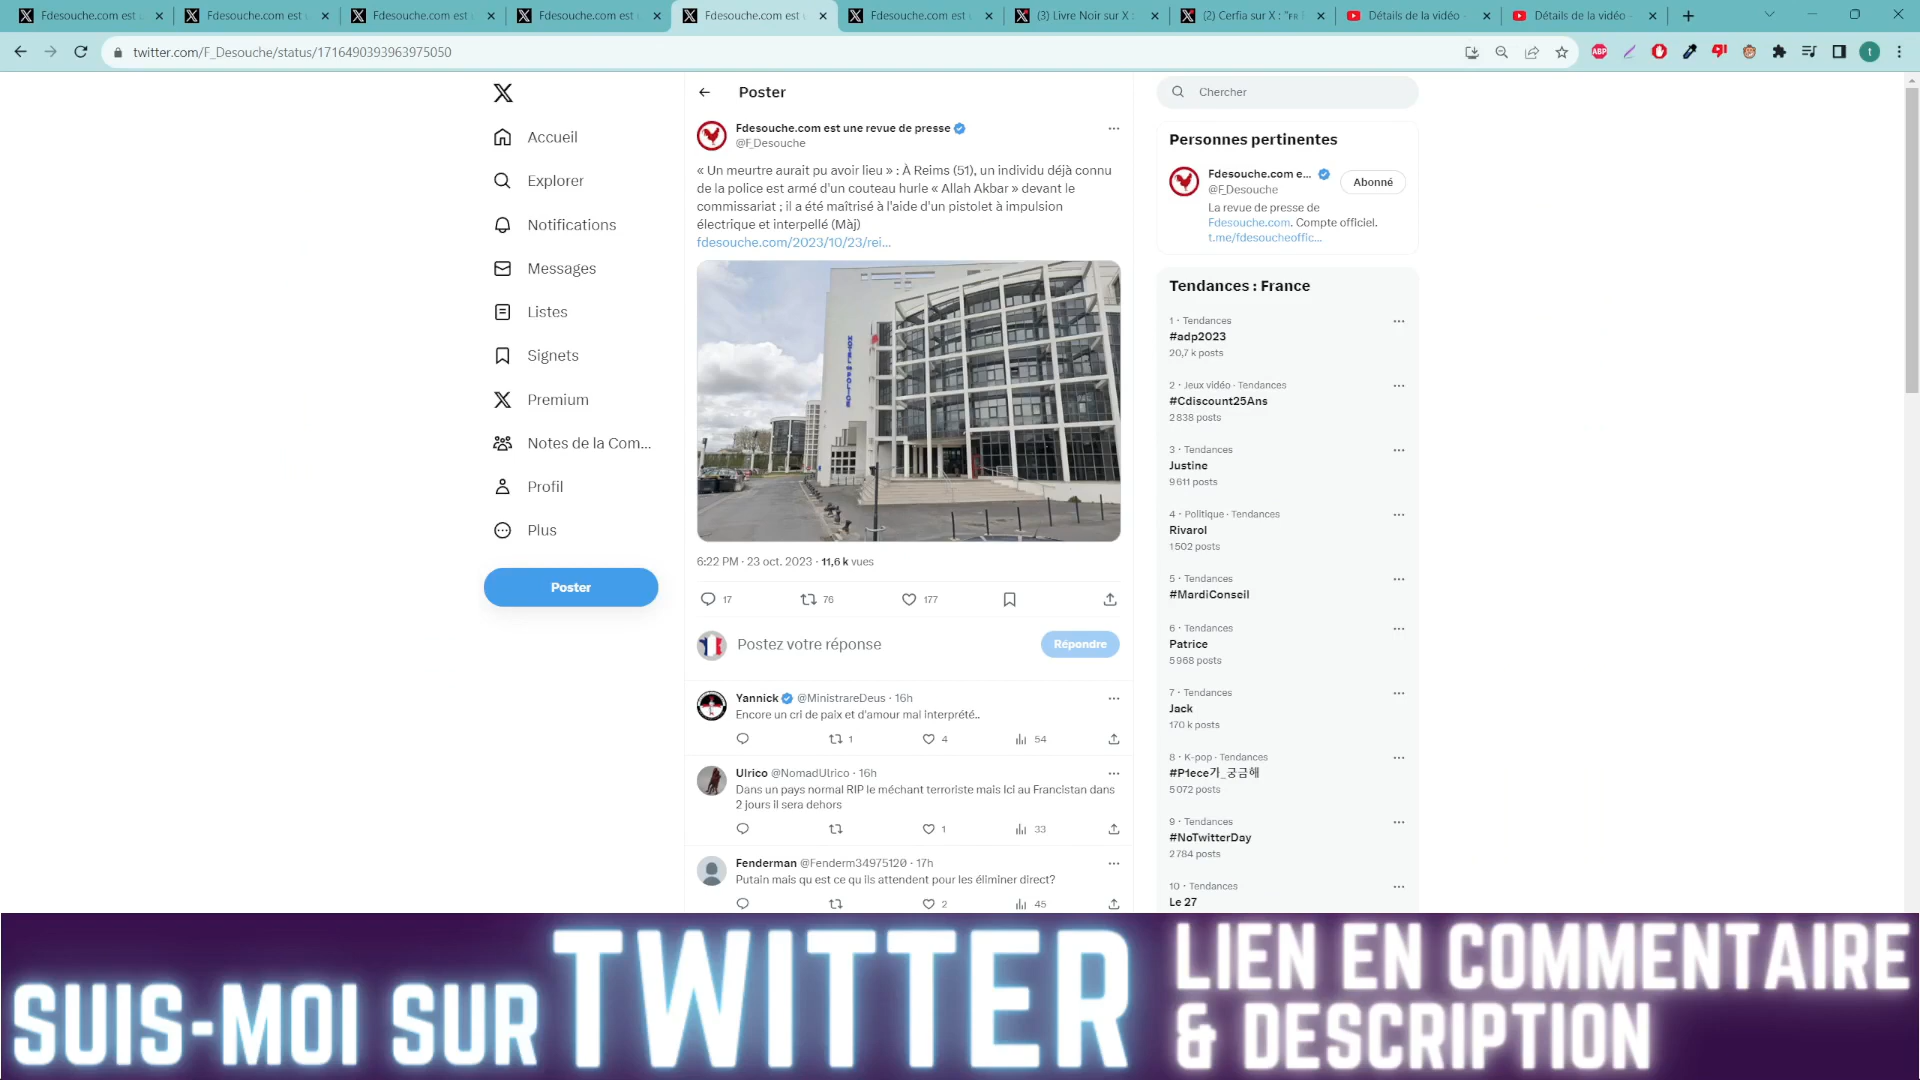 Fdesouche.com est u
Fdesouche.com est
Fdesouche.com est
Fdesouche.com est
Fdesouche.com est u
Fdesouche.com est
(3) Livre Noir sur X :
(2) Cerfia sur X : "FR
Détails de la vidéo -
Détails de la vidéo -
twitter.com/F_Desouche/status/1716490393963975050
ABP
t
Accueil
Explorer
Notifications
Messages
Listes
Signets
Premium
Notes de la Com...
Profil
Plus
Poster
Poster
Fdesouche.com est une revue de presse
@F_Desouche
« Un meurtre aurait pu avoir lieu » : À Reims (51), un individu déjà connu
de la police est armé d'un couteau hurle « Allah Akbar » devant le
commissariat ; il a été maîtrisé à l'aide d'un pistolet à impulsion
électrique et interpellé (Màj)
fdesouche.com/2023/10/23/rei...
HOTEL DE POLICE
6:22 PM · 23 oct. 2023 · 11,6 k vues
17
76
177
Postez votre réponse
Répondre
Yannick @MinistrareDeus · 16h
Encore un cri de paix et d'amour mal interprété..
1
4
54
Ulrico @NomadUlrico · 16h
Dans un pays normal RIP le méchant terroriste mais Ici au Francistan dans
2 jours il sera dehors
1
33
Fenderman @Fenderm34975120 · 17h
Putain mais qu est ce qu ils attendent pour les éliminer direct?
2
45
Chercher
Personnes pertinentes
Fdesouche.com e...
@F_Desouche
Abonné
La revue de presse de
Fdesouche.com. Compte officiel.
t.me/fdesoucheoffic...
Tendances : France
1 · Tendances
#adp2023
20,7 k posts
2 · Jeux vidéo · Tendances
#Cdiscount25Ans
2 838 posts
3 · Tendances
Justine
9 611 posts
4 · Politique · Tendances
Rivarol
1 502 posts
5 · Tendances
#MardiConseil
6 · Tendances
Patrice
5 968 posts
7 · Tendances
Jack
170 k posts
8 · K-pop · Tendances
#P1ece가_궁금해
5 072 posts
9 · Tendances
#NoTwitterDay
2 784 posts
10 · Tendances
Le 27
SUIS-MOI SUR TWITTER
LIEN EN COMMENTAIRE
& DESCRIPTION